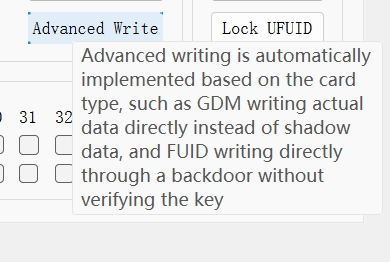 Advanced Write Lock UFUID
Advanced writing is automatically
implemented based on the card
type, such as GDM writing actual
data directly instead of shadow
data, and FUID writing directly
through a backdoor without
verifying the key
31 32